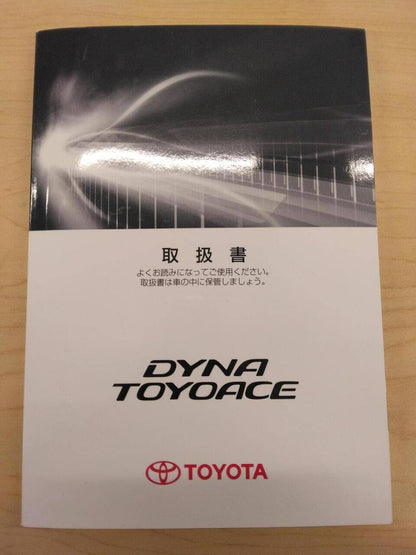 取扱書
よくお読みになってご使用ください。
取扱書は車の中に保管しましょう。
DYNA
TOYOACE
TOYOTA